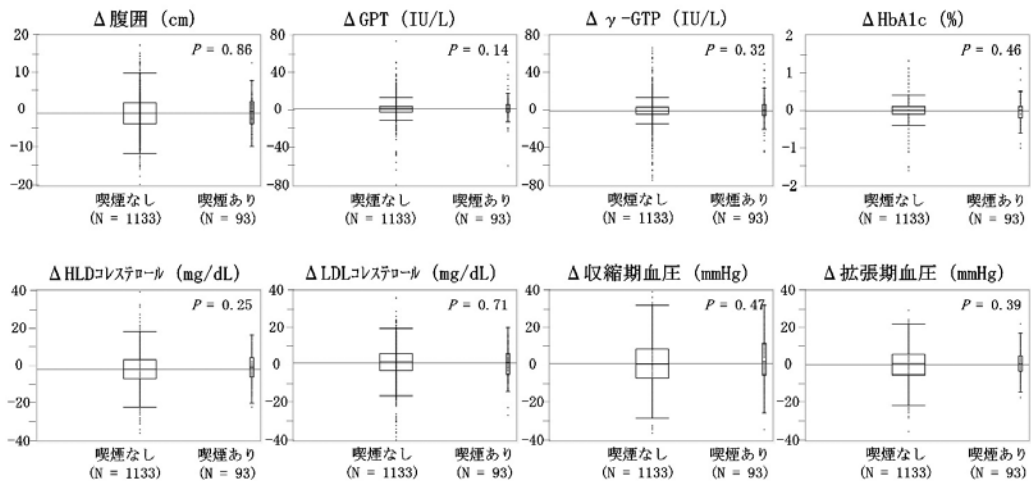 Δ腹囲 (cm)
P = 0.86
20
10
0
-10
-20
喫煙なし
(N = 1133)
喫煙あり
(N = 93)
ΔGPT (IU/L)
P = 0.14
80
40
0
-40
-80
喫煙なし
(N = 1133)
喫煙あり
(N = 93)
Δγ-GTP (IU/L)
P = 0.32
80
40
0
-40
-80
喫煙なし
(N = 1133)
喫煙あり
(N = 93)
ΔHbA1c (%)
P = 0.46
2
1
0
-1
-2
喫煙なし
(N = 1133)
喫煙あり
(N = 93)
ΔHLDコレステロール (mg/dL)
P = 0.25
40
20
0
-20
-40
喫煙なし
(N = 1133)
喫煙あり
(N = 93)
ΔLDLコレステロール (mg/dL)
P = 0.71
40
20
0
-20
-40
喫煙なし
(N = 1133)
喫煙あり
(N = 93)
Δ収縮期血圧 (mmHg)
P = 0.47
40
20
0
-20
-40
喫煙なし
(N = 1133)
喫煙あり
(N = 93)
Δ拡張期血圧 (mmHg)
P = 0.39
40
20
0
-20
-40
喫煙なし
(N = 1133)
喫煙あり
(N = 93)